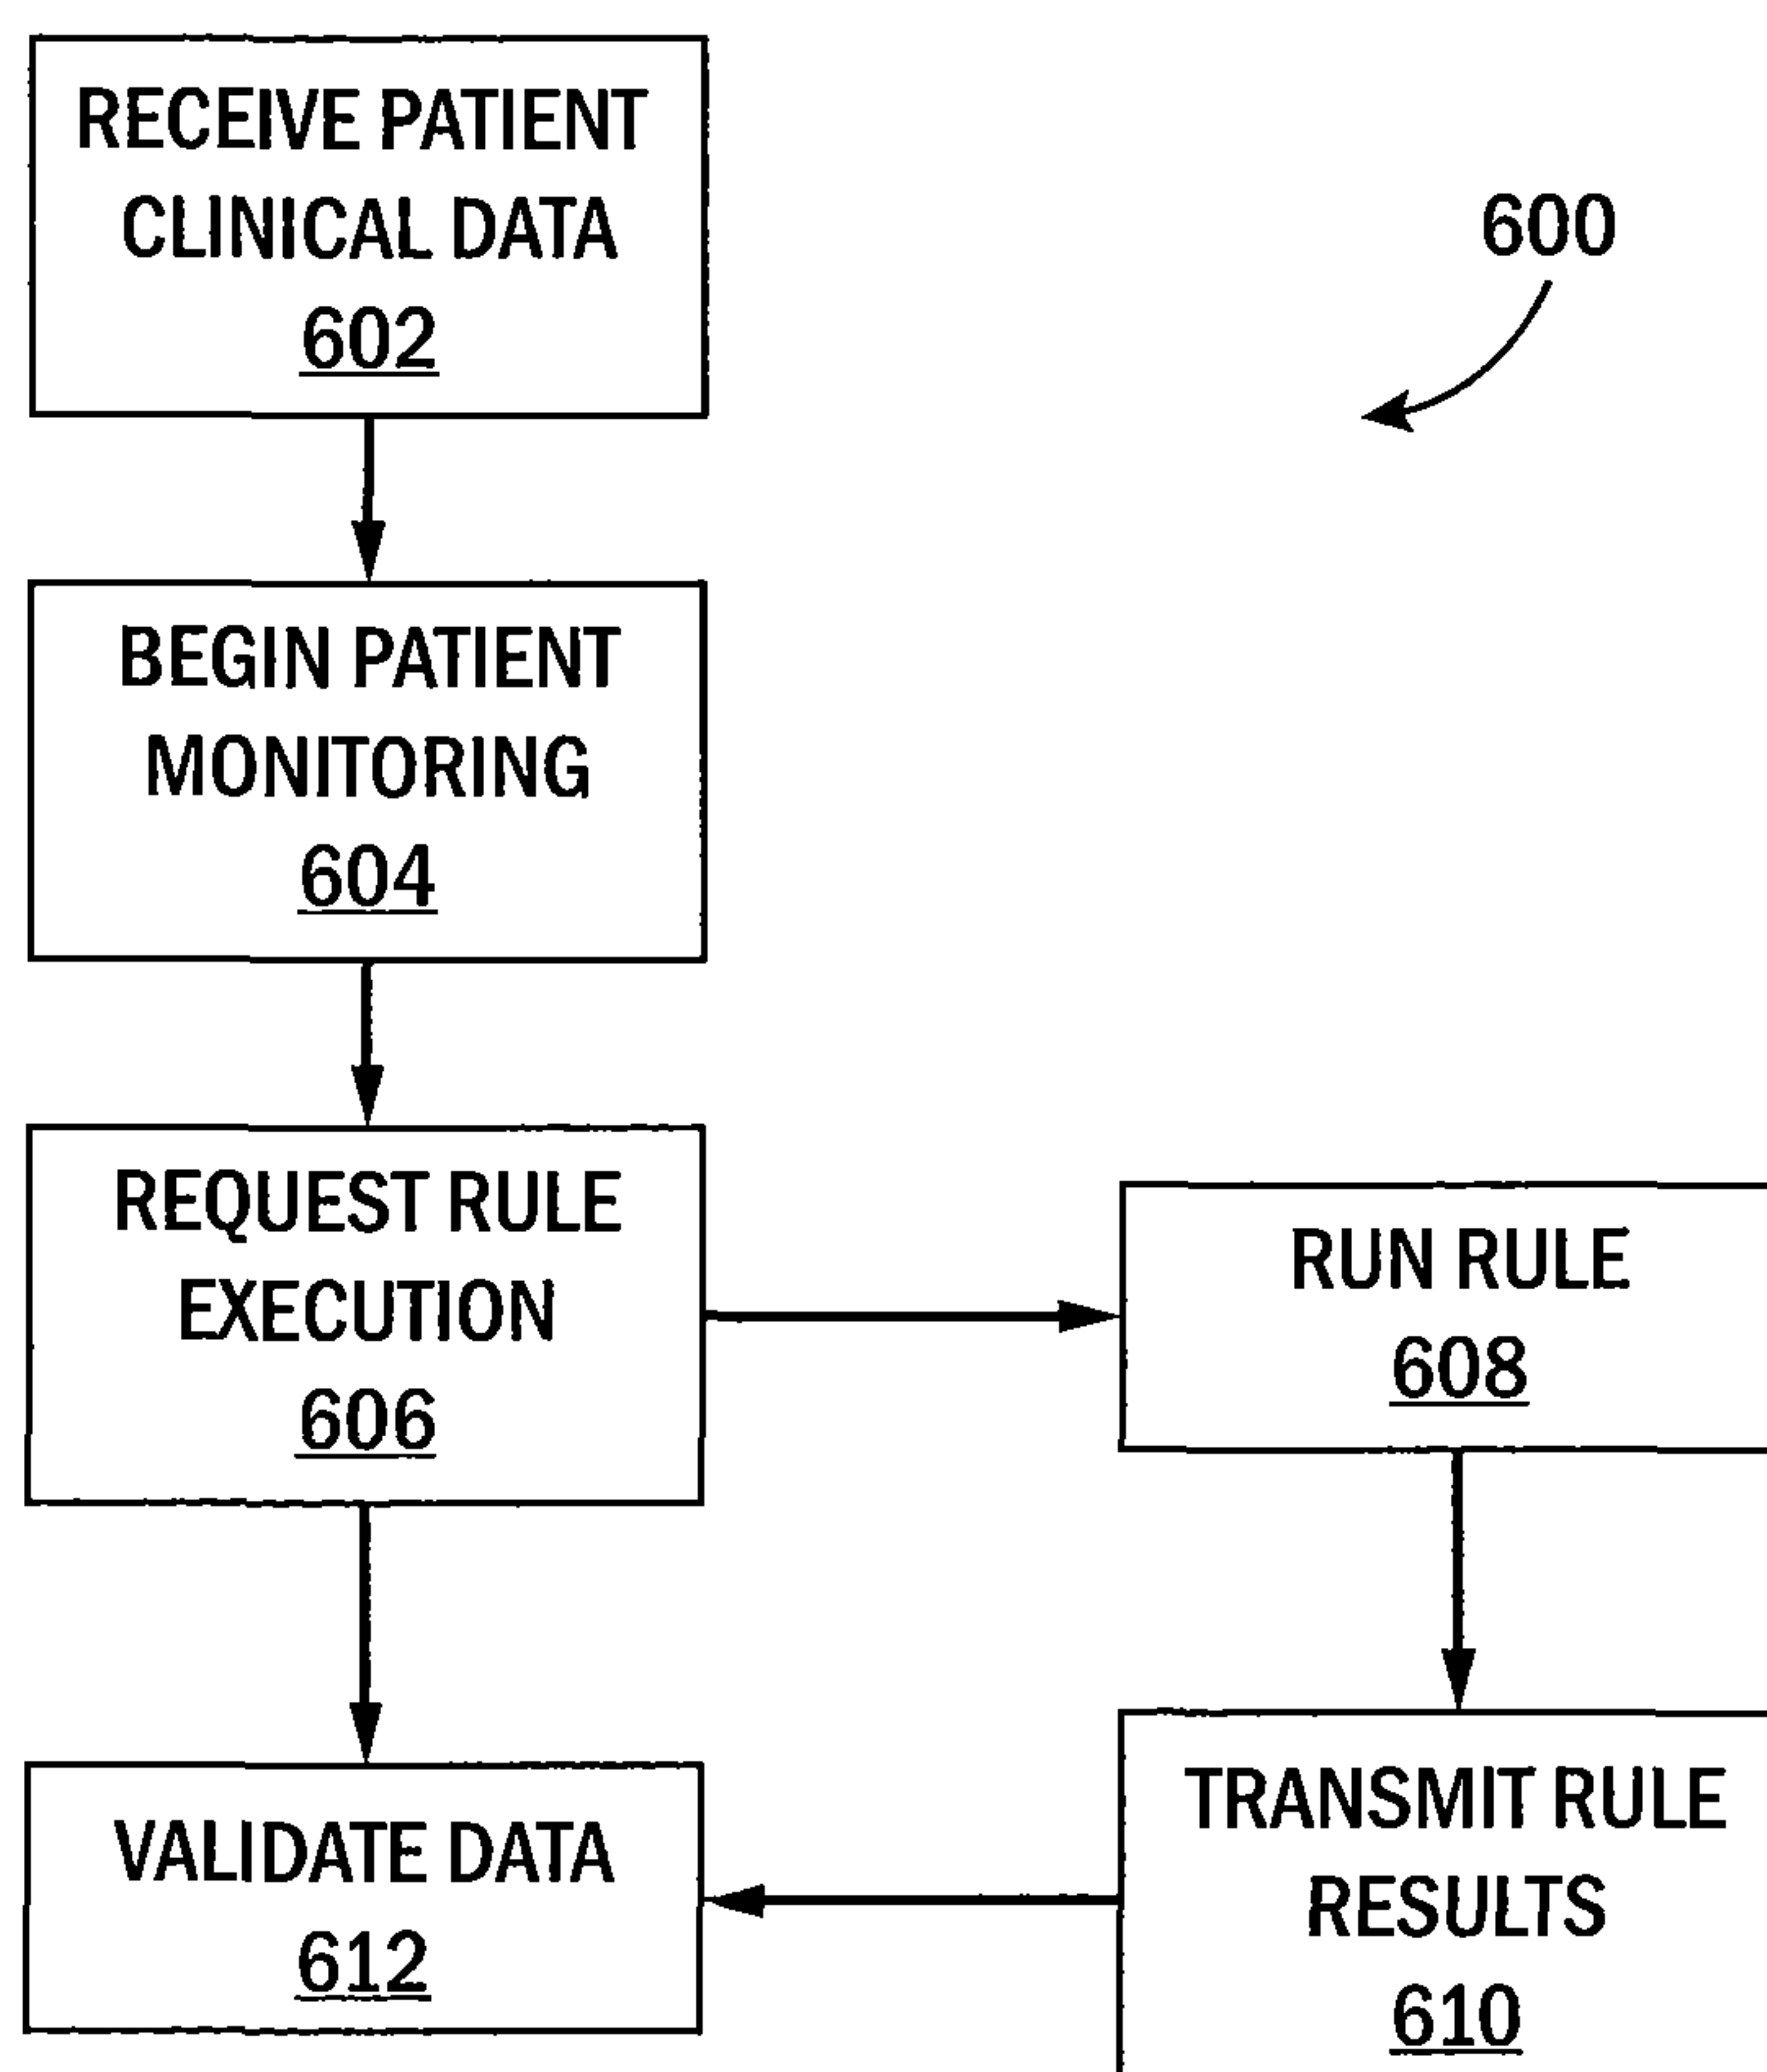 RECEIVE PATIENT
CLINICAL DATA
602
600
BEGIN PATIENT
MONITORING
604
REQUEST RULE
EXECUTION
606
RUN RULE
608
TRANSMIT RULE
RESULTS
610
VALIDATE DATA
612